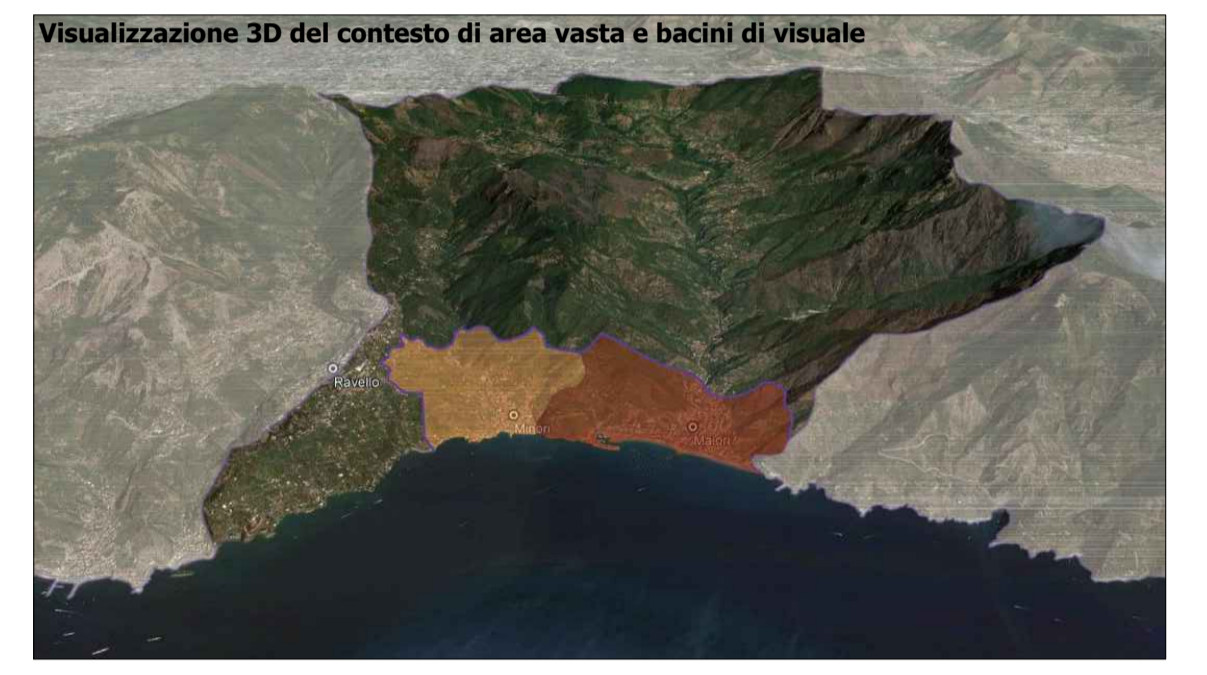 Visualizzazione 3D del contesto di area vasta e bacini di visuale
Ravello
Minori
Maiori